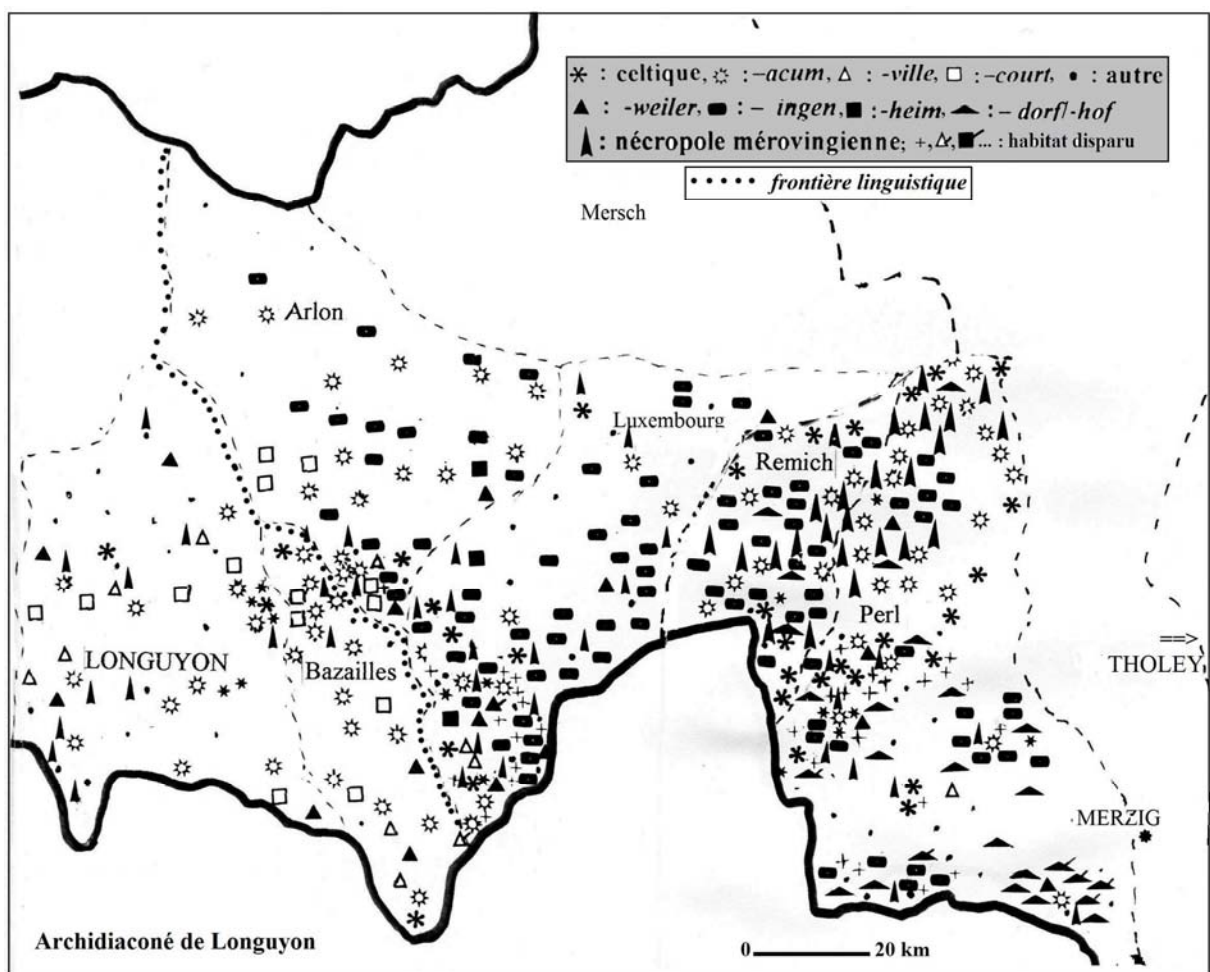 * : celtique, ☼ : –acum, △ : -ville, □ : –court, • : autre
▲ : -weiler, ▬ : – ingen, ■ : -heim, ◢◣ : – dorf/-hof
: nécropole mérovingienne; +, △, ■... : habitat disparu
• • • • • • frontière linguistique
Mersch
Arlon
Luxembourg
Remich
Perl
==>
THOLEY
LONGUYON
Bazailles
MERZIG
Archidiaconé de Longuyon
0 20 km